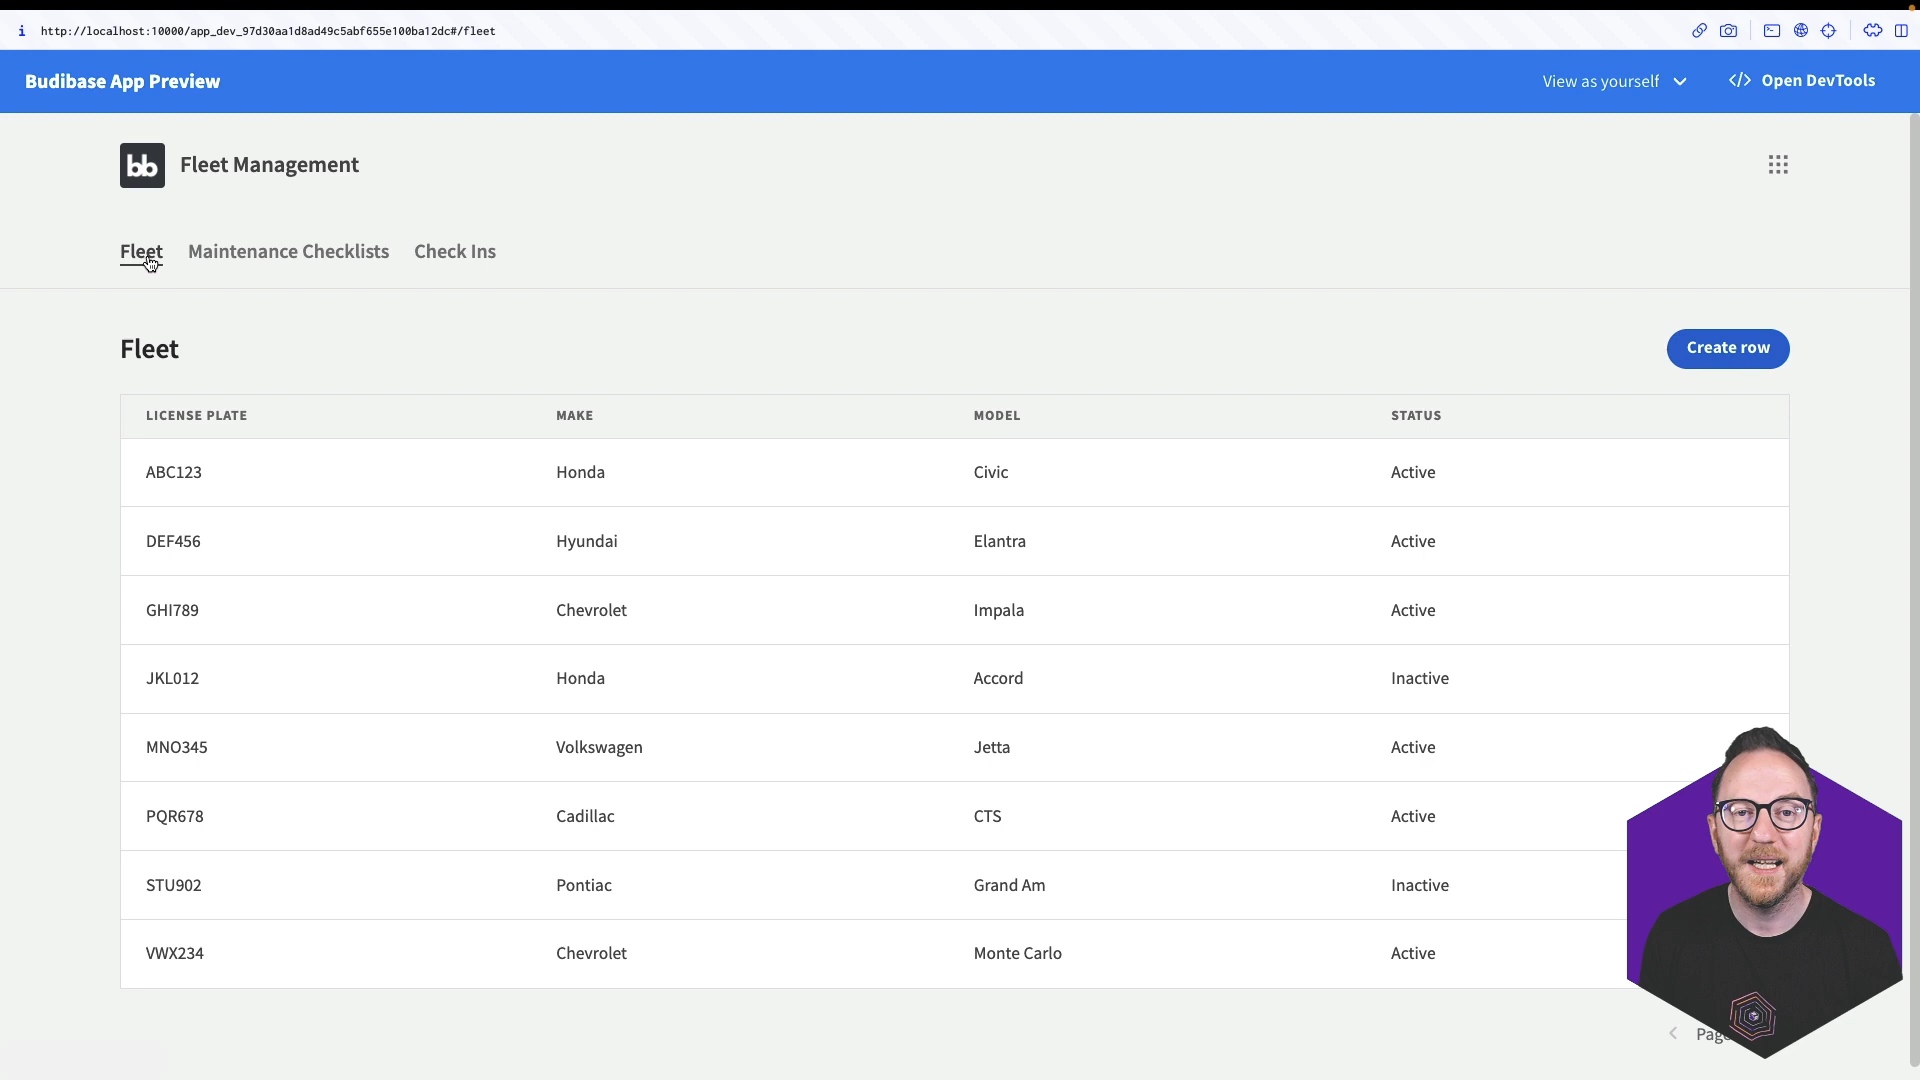 i http://localhost:10000/app_dev_97d30aa1d8ad49c5abf655e100ba12dc#/fleet
Budibase App Preview
View as yourself
</> Open DevTools
bb Fleet Management
Fleet Maintenance Checklists Check Ins
Fleet
Create row
LICENSE PLATE MAKE MODEL STATUS
ABC123 Honda Civic Active
DEF456 Hyundai Elantra Active
GHI789 Chevrolet Impala Active
JKL012 Honda Accord Inactive
MNO345 Volkswagen Jetta Active
PQR678 Cadillac CTS Active
STU902 Pontiac Grand Am Inactive
VWX234 Chevrolet Monte Carlo Active